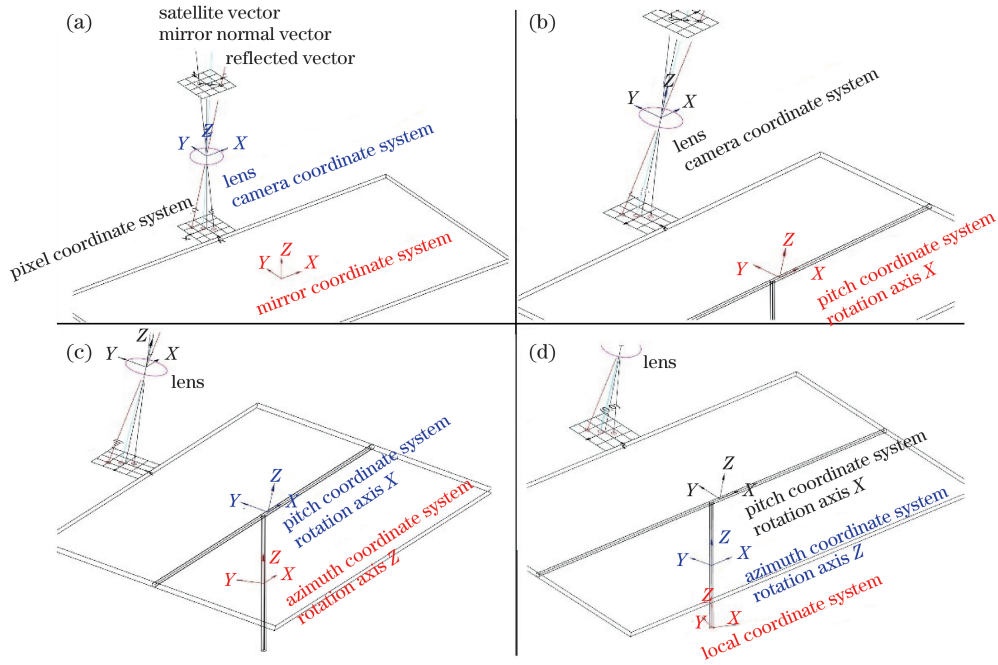 (a)
satellite vector
mirror normal vector
reflected vector
Z
Y
X
lens
camera coordinate system
pixel coordinate system
Z
Y
X
mirror coordinate system
(b)
Z
Y
X
lens
camera coordinate system
Z
Y
X
pitch coordinate system
rotation axis X
(c)
Z
Y
X
lens
Z
Y
X
pitch coordinate system
rotation axis X
Z
Y
X
azimuth coordinate system
rotation axis Z
(d)
lens
Z
Y
X
pitch coordinate system
rotation axis X
Z
Y
X
azimuth coordinate system
rotation axis Z
Z
Y
X
local coordinate system